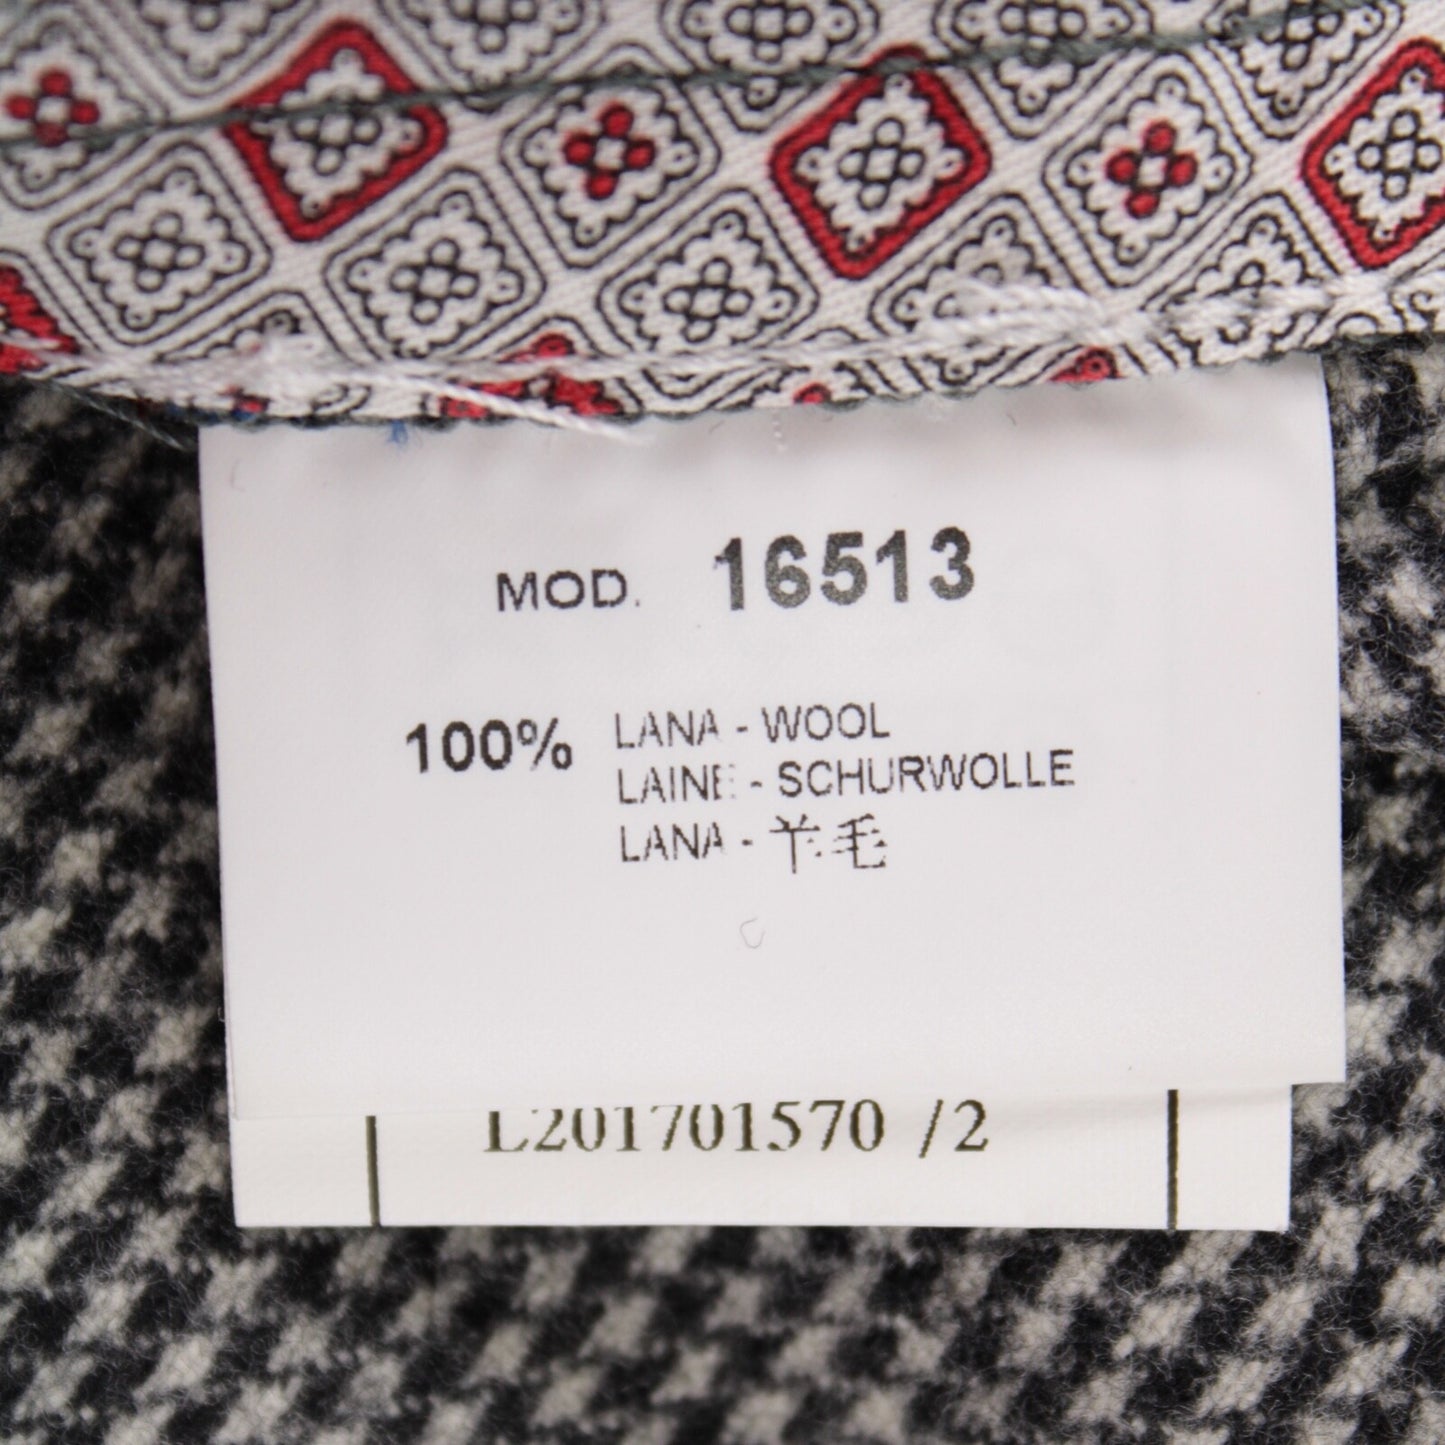 MOD. 16513
100% LANA - WOOL
LAINE - SCHURWOLLE
LANA - 羊毛
L201701570 /2